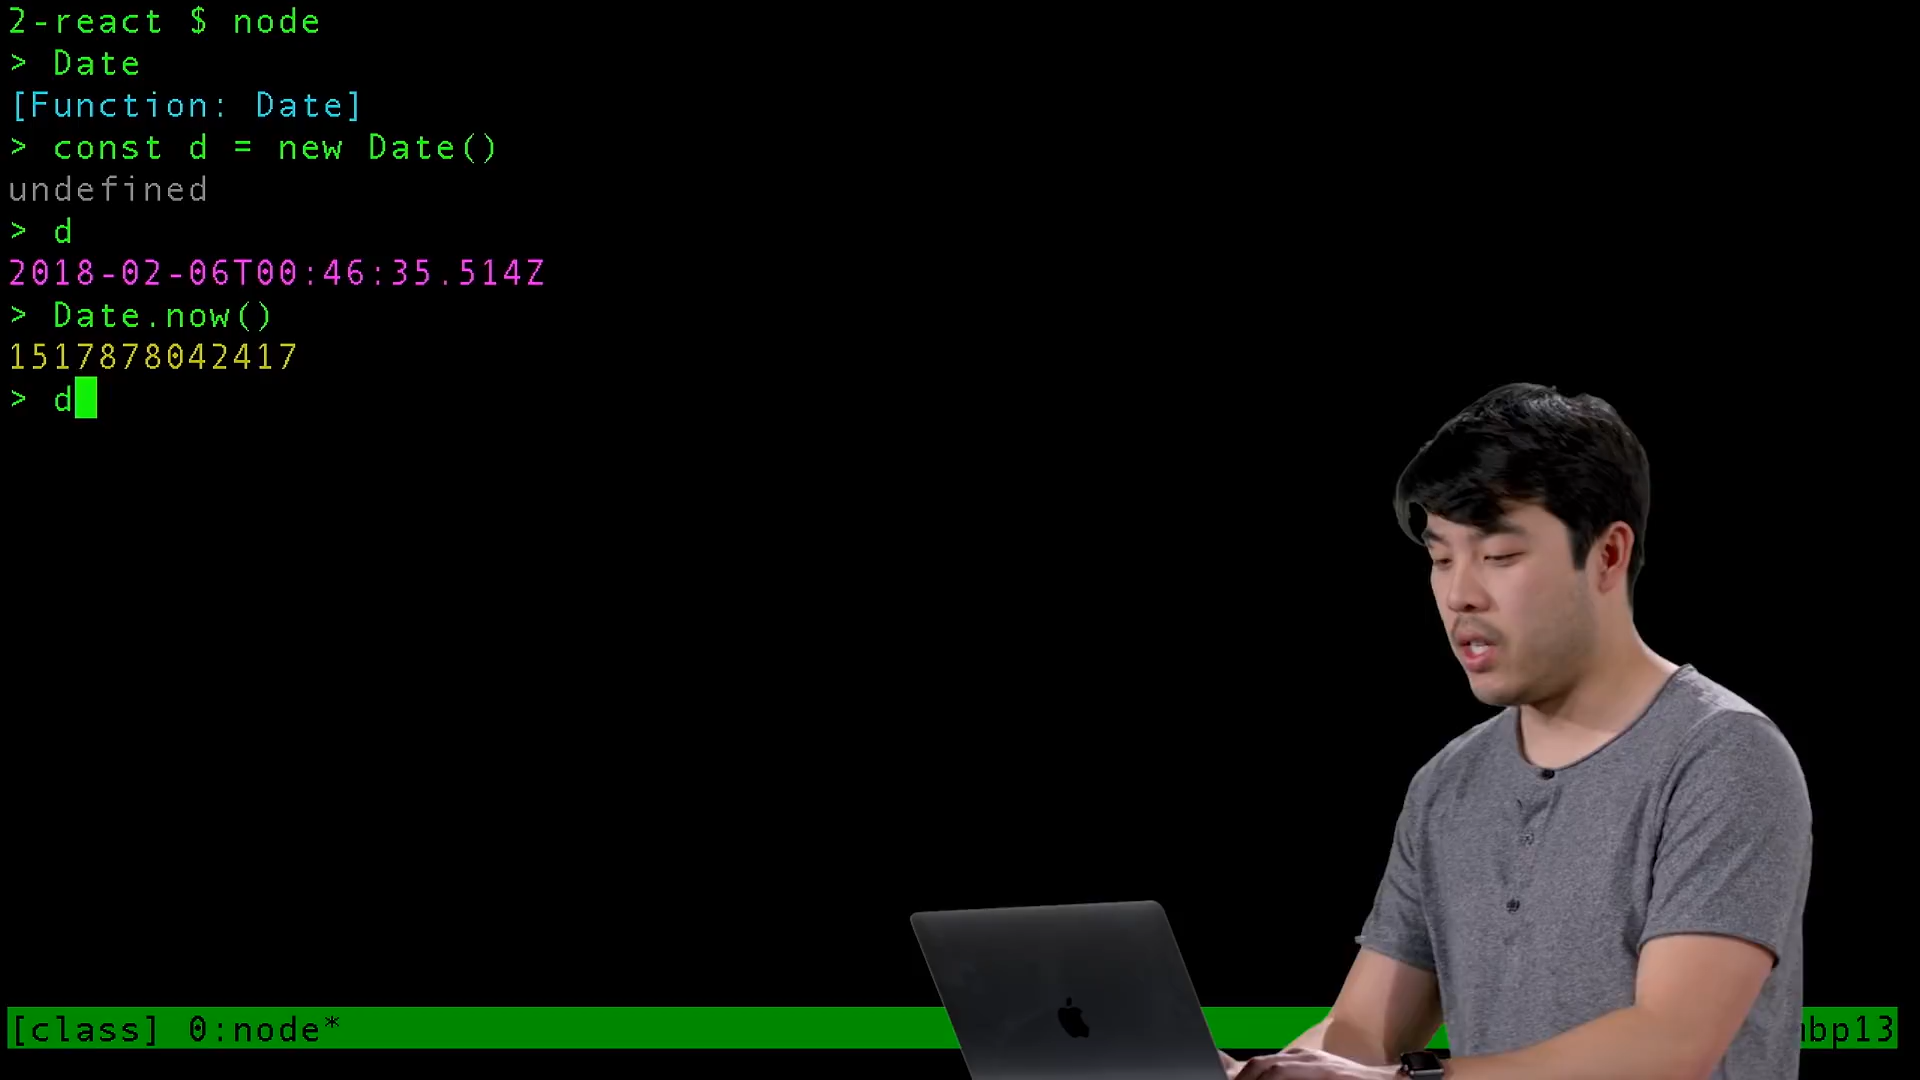 2-react $ node
> Date
[Function: Date]
> const d = new Date()
undefined
> d
2018-02-06T00:46:35.514Z
> Date.now()
1517878042417
> d
[class] 0:node*
bp13